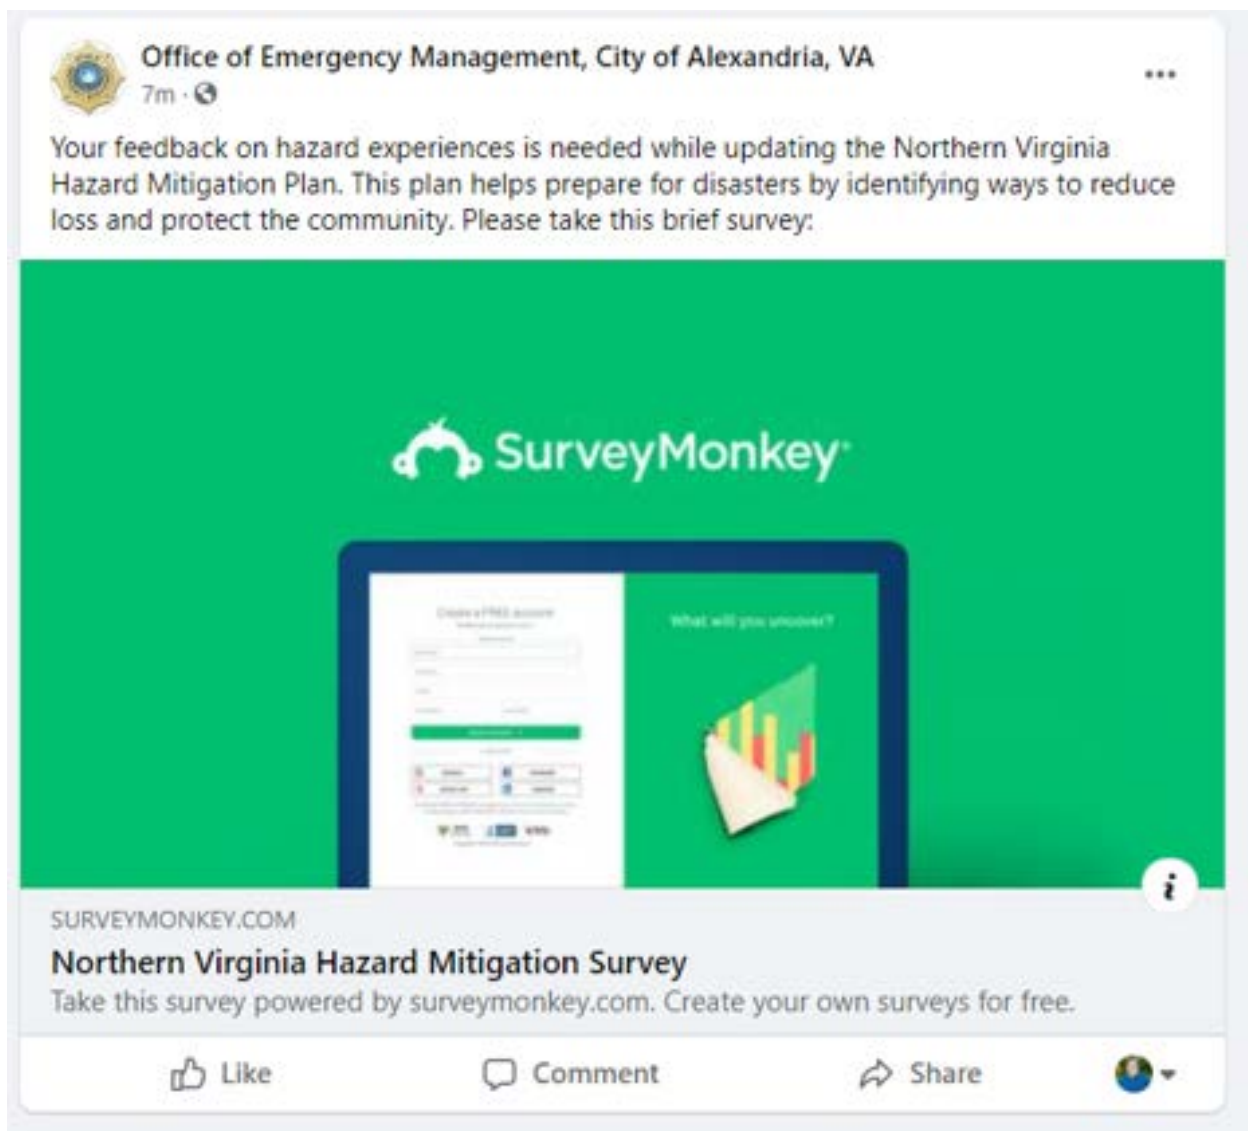 Office of Emergency Management, City of Alexandria, VA
7m ·
Your feedback on hazard experiences is needed while updating the Northern Virginia
Hazard Mitigation Plan. This plan helps prepare for disasters by identifying ways to reduce
loss and protect the community. Please take this brief survey:
SurveyMonkey
Create a FREE account
What will you uncover?
i
SURVEYMONKEY.COM
Northern Virginia Hazard Mitigation Survey
Take this survey powered by surveymonkey.com. Create your own surveys for free.
Like
Comment
Share